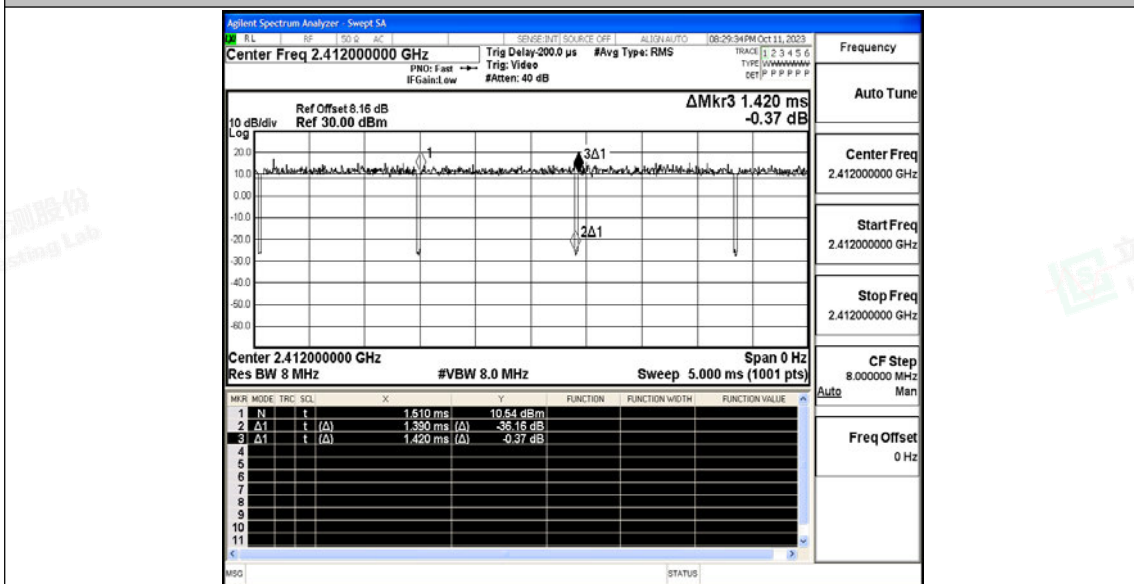 Agilent Spectrum Analyzer - Swept SA
RL RF 50 Ω AC SENSE:INT SOURCE OFF ALIGNAUTO 08:29:34 PM Oct 11, 2023
Center Freq 2.412000000 GHz
PNO: Fast
IFGain:Low
Trig Delay-200.0 µs
Trig: Video
#Atten: 40 dB
#Avg Type: RMS
TRACE 1 2 3 4 5 6
TYPE
DET P P P P P P
Ref Offset 8.16 dB
Ref 30.00 dBm
ΔMkr3 1.420 ms
-0.37 dB
10 dB/div
Log
20.0
10.0
0.00
-10.0
-20.0
-30.0
-40.0
-50.0
-60.0
1
3Δ1
2Δ1
Center 2.412000000 GHz Span 0 Hz
Res BW 8 MHz #VBW 8.0 MHz Sweep 5.000 ms (1001 pts)
MKR MODE TRC SCL X Y FUNCTION FUNCTION WIDTH FUNCTION VALUE
1 N t 1.510 ms 10.54 dBm
2 Δ1 t (Δ) 1.390 ms (Δ) -36.16 dB
3 Δ1 t (Δ) 1.420 ms (Δ) -0.37 dB
4
5
6
7
8
9
10
11
MSG STATUS
Frequency
Auto Tune
Center Freq
2.412000000 GHz
Start Freq
2.412000000 GHz
Stop Freq
2.412000000 GHz
CF Step
8.000000 MHz
Auto Man
Freq Offset
0 Hz